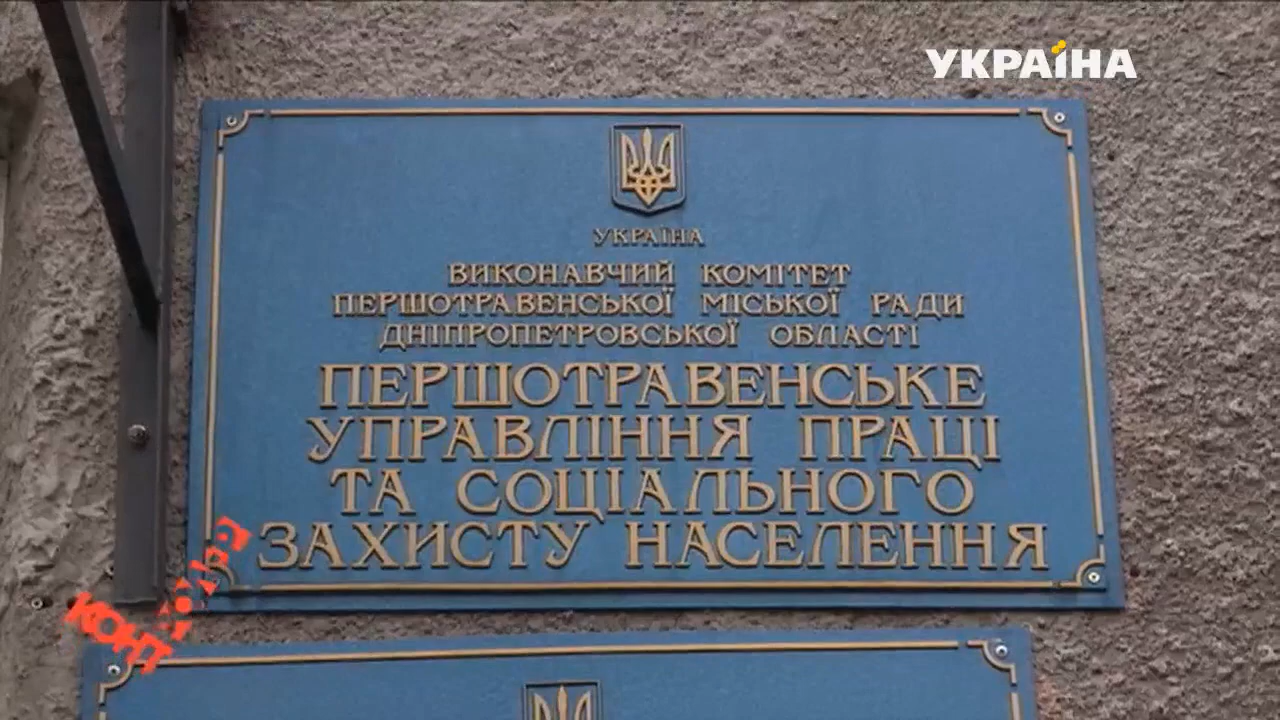 УКРАЇНА
УКРАЇНА
ВИКОНАВЧИЙ КОМІТЕТ
ПЕРШОТРАВЕНСЬКОЇ МІСЬКОЇ РАДИ
ДНІПРОПЕТРОВСЬКОЇ ОБЛАСТІ
ПЕРШОТРАВЕНСЬКЕ
УПРАВЛІННЯ ПРАЦІ
ТА СОЦІАЛЬНОГО
ЗАХИСТУ НАСЕЛЕННЯ